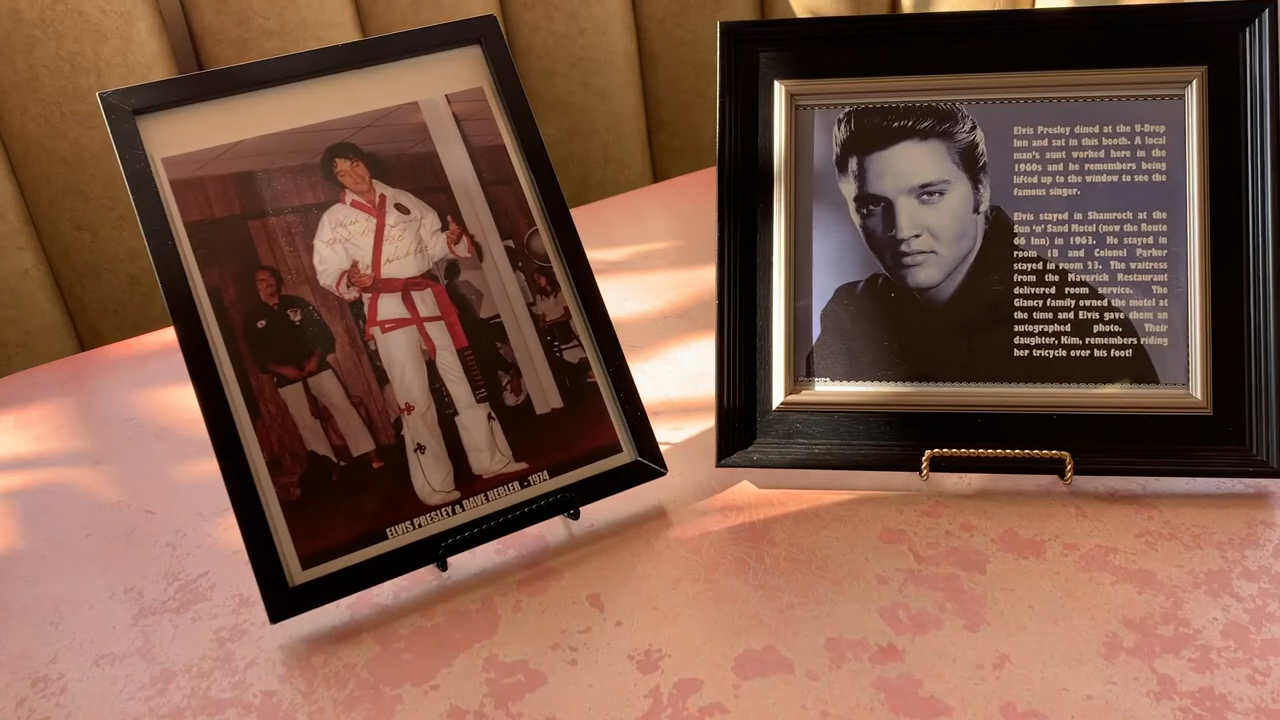 ELVIS PRESLEY & DAVE HEBLER - 1974
Elvis Presley dined at the U-Drop
Inn and sat in this booth. A local
man's aunt worked here in the
1960s and he remembers being
lifted up to the window to see the
famous singer.
Elvis stayed in Shamrock at the
Sun 'n' Sand Motel (now the Route
66 Inn) in 1963. He stayed in
room 18 and Colonel Parker
stayed in room 23. The waitress
from the Maverick Restaurant
delivered room service. The
Glancy family owned the motel at
the time and Elvis gave them an
autographed photo. Their
daughter, Kim, remembers riding
her tricycle over his foot!